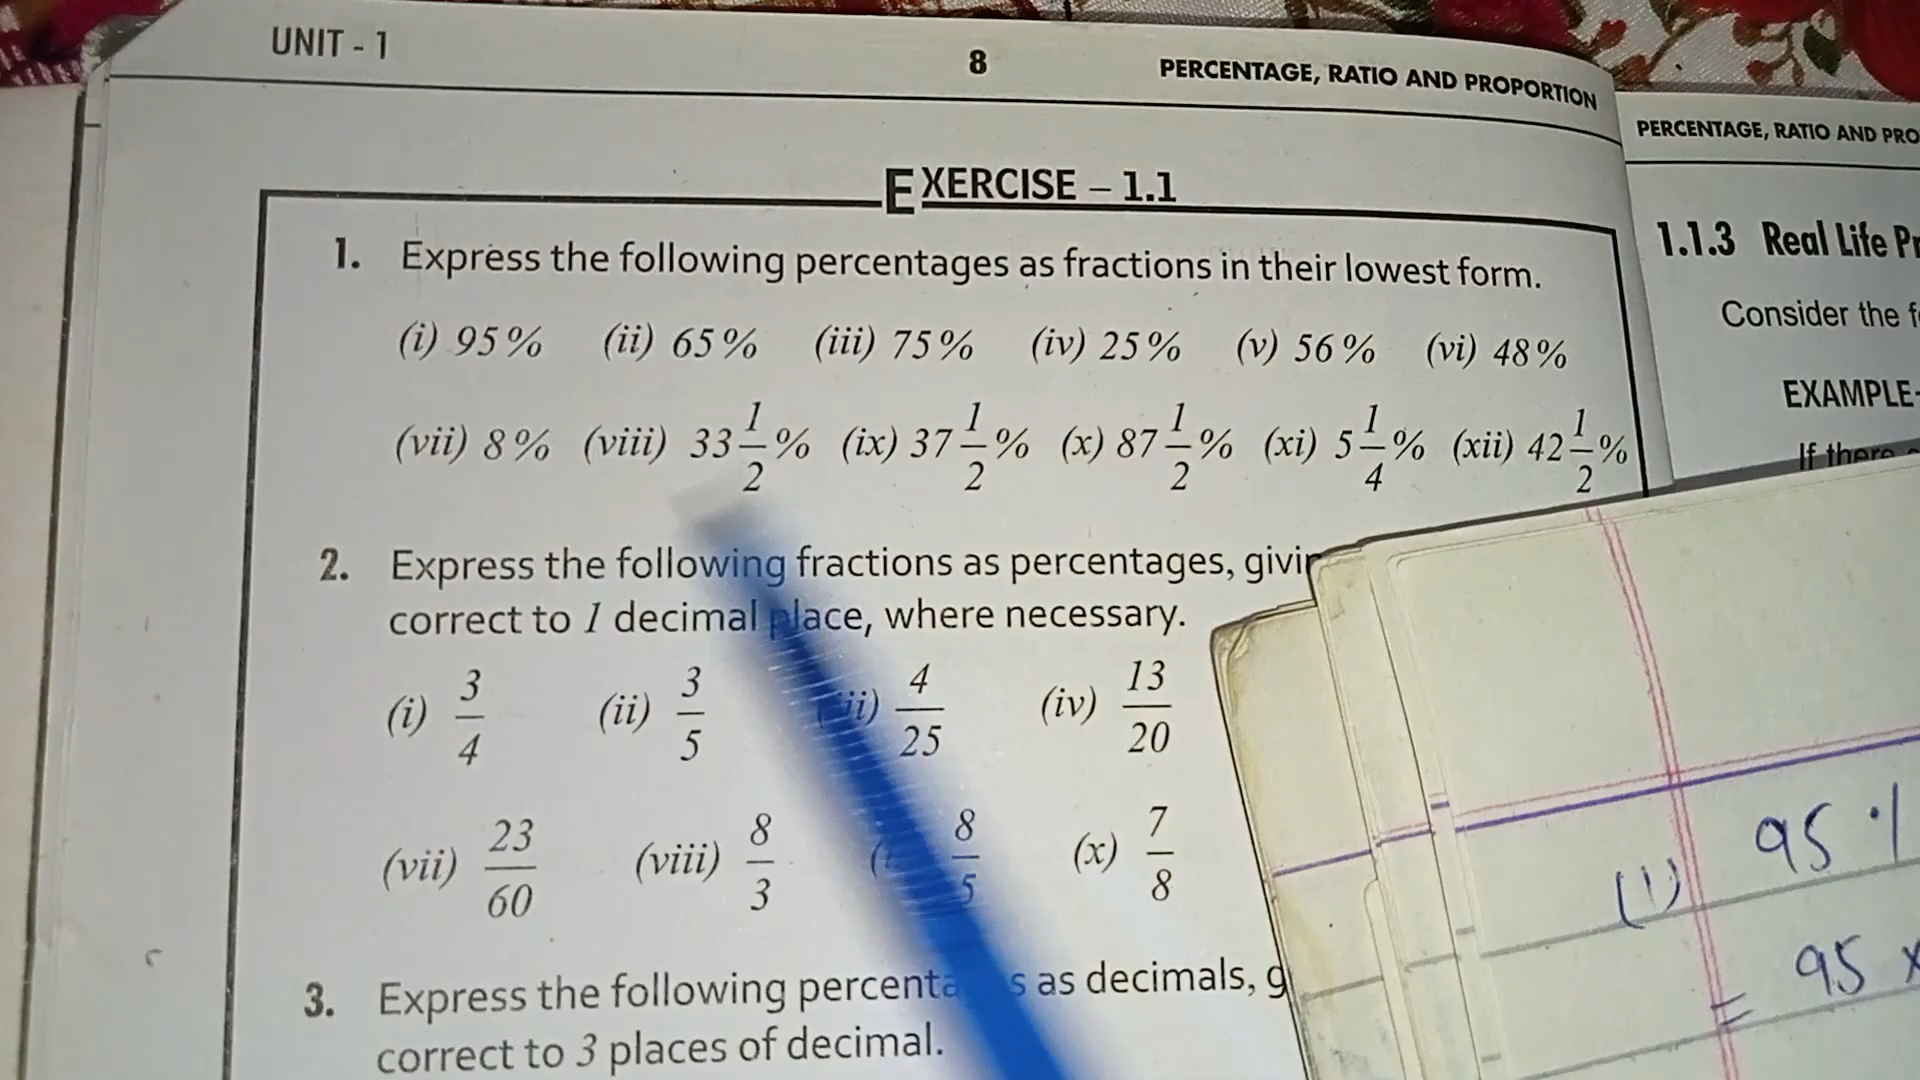 UNIT - 1
8
PERCENTAGE, RATIO AND PROPORTION
EXERCISE – 1.1
1. Express the following percentages as fractions in their lowest form.
(i) 95% (ii) 65% (iii) 75% (iv) 25% (v) 56% (vi) 48%
(vii) 8% (viii) 33 1/2 % (ix) 37 1/2 % (x) 87 1/2 % (xi) 5 1/4 % (xii) 42 1/2 %
2. Express the following fractions as percentages,
correct to 1 decimal place, where necessary.
(i) 3/4 (ii) 3/5 4/25 (iv) 13/20
(vii) 23/60 (viii) 8/3 8/5 (x) 7/8
3. Express the following as decimals,
correct to 3 places of decimal.
PERCENTAGE, RATIO AND
1.1.3 Real Life
Consider the
EXAMPLE-
If there
(1) 95 %
= 95 ×